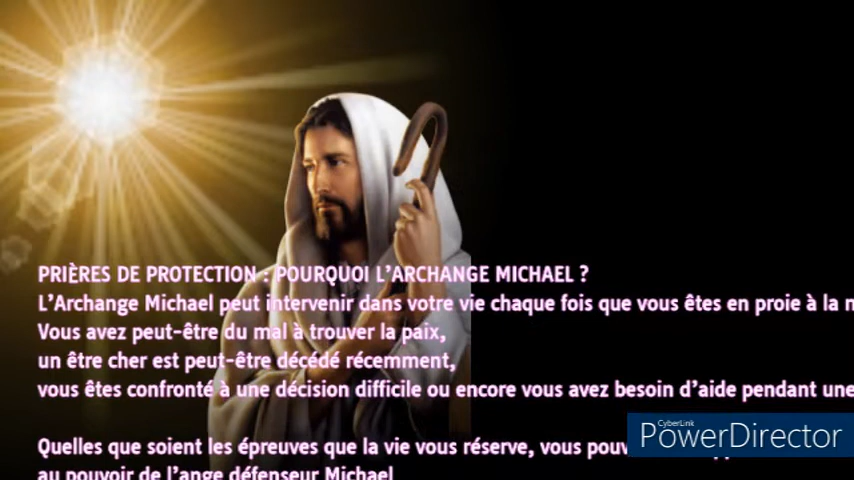 PRIÈRES DE PROTECTION : POURQUOI L'ARCHANGE MICHAEL ?
L'Archange Michael peut intervenir dans votre vie chaque fois que vous êtes en proie à la
Vous avez peut-être du mal à trouver la paix,
un être cher est peut-être décédé récemment,
vous êtes confronté à une décision difficile ou encore vous avez besoin d'aide pendant une
Quelles que soient les épreuves que la vie vous réserve, vous
au pouvoir de l'ange défenseur Michael
CyberLink
PowerDirector